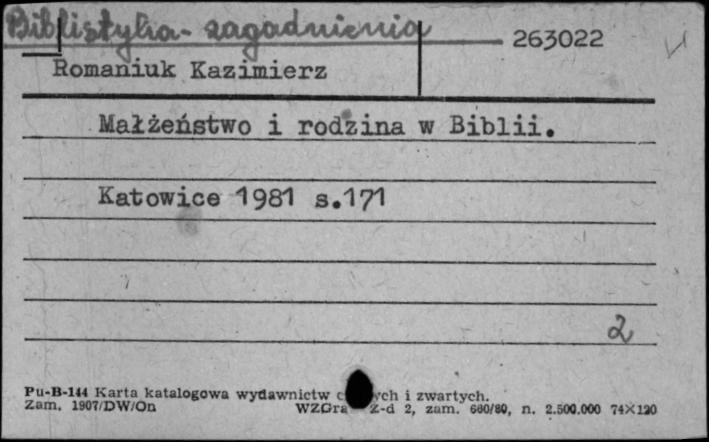 Biblistyka - zagadnienia
263022
Romaniuk Kazimierz
Małżeństwo i rodzina w Biblii.
Katowice 1981 s.171
2
Pu-B-144 Karta katalogowa wydawnictw i zwartych.
Zam. 1907/DW/On WZGra Z-d 2, zam. 660/80, n. 2.500.000 74×120